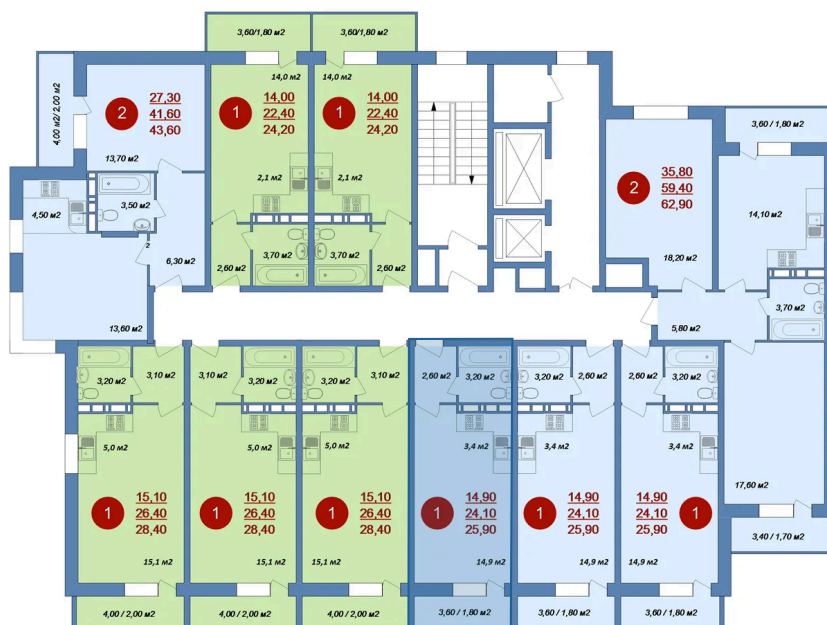 3,60/1,80 м2
3,60/1,80 м2
4,00 м2/ 2,00 м2
2
27,30
41,60
43,60
13,70 м2
14,0 м2
1
14,00
22,40
24,20
2,1 м2
14,0 м2
1
14,00
22,40
24,20
2,1 м2
3,60 / 1,80 м2
2
35,80
59,40
62,90
18,20 м2
14,10 м2
4,50 м2
3,50 м2
2
6,30 м2
13,60 м2
2,60 м2
3,70 м2
3,70 м2
2,60 м2
5,80 м2
3,70 м2
3,20 м2
3,10 м2
3,10 м2
3,20 м2
3,20 м2
3,10 м2
2,60 м2
3,20 м2
3,20 м2
2,60 м2
2,60 м2
3,20 м2
5,0 м2
5,0 м2
5,0 м2
3,4 м2
3,4 м2
3,4 м2
17,60 м2
1
15,10
26,40
28,40
1
15,10
26,40
28,40
1
15,10
26,40
28,40
1
14,90
24,10
25,90
1
14,90
24,10
25,90
14,90
24,10
25,90
1
15,1 м2
15,1 м2
15,1 м2
14,9 м2
14,9 м2
14,9 м2
3,40 / 1,70 м2
4,00 / 2,00 м2
4,00 / 2,00 м2
4,00 / 2,00 м2
3,60 / 1,80 м2
3,60 / 1,80 м2
3,60 / 1,80 м2